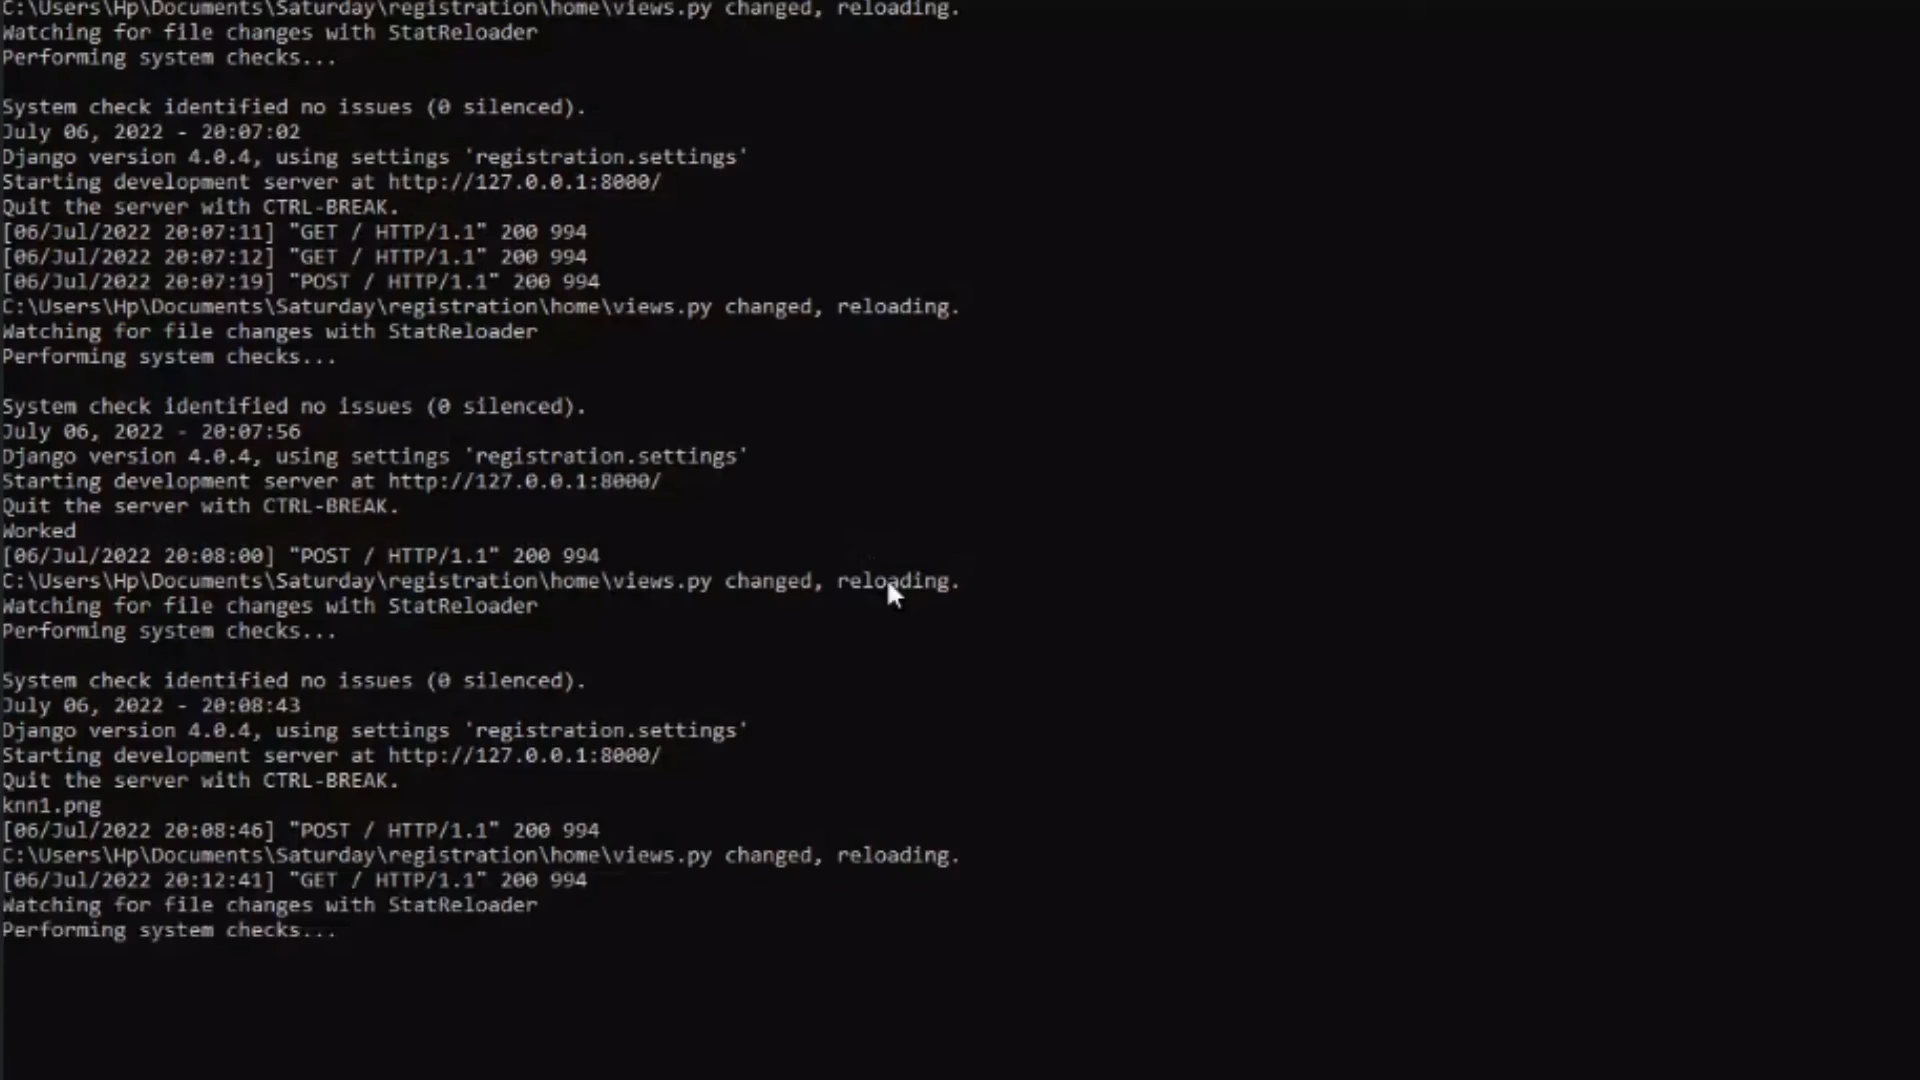 C:\Users\Hp\Documents\Saturday\registration\home\views.py changed, reloading.
Watching for file changes with StatReloader
Performing system checks...
System check identified no issues (0 silenced).
July 06, 2022 - 20:07:02
Django version 4.0.4, using settings 'registration.settings'
Starting development server at http://127.0.0.1:8000/
Quit the server with CTRL-BREAK.
[06/Jul/2022 20:07:11] "GET / HTTP/1.1" 200 994
[06/Jul/2022 20:07:12] "GET / HTTP/1.1" 200 994
[06/Jul/2022 20:07:19] "POST / HTTP/1.1" 200 994
C:\Users\Hp\Documents\Saturday\registration\home\views.py changed, reloading.
Watching for file changes with StatReloader
Performing system checks...
System check identified no issues (0 silenced).
July 06, 2022 - 20:07:56
Django version 4.0.4, using settings 'registration.settings'
Starting development server at http://127.0.0.1:8000/
Quit the server with CTRL-BREAK.
Worked
[06/Jul/2022 20:08:00] "POST / HTTP/1.1" 200 994
C:\Users\Hp\Documents\Saturday\registration\home\views.py changed, reloading.
Watching for file changes with StatReloader
Performing system checks...
System check identified no issues (0 silenced).
July 06, 2022 - 20:08:43
Django version 4.0.4, using settings 'registration.settings'
Starting development server at http://127.0.0.1:8000/
Quit the server with CTRL-BREAK.
knn1.png
[06/Jul/2022 20:08:46] "POST / HTTP/1.1" 200 994
C:\Users\Hp\Documents\Saturday\registration\home\views.py changed, reloading.
[06/Jul/2022 20:12:41] "GET / HTTP/1.1" 200 994
Watching for file changes with StatReloader
Performing system checks...